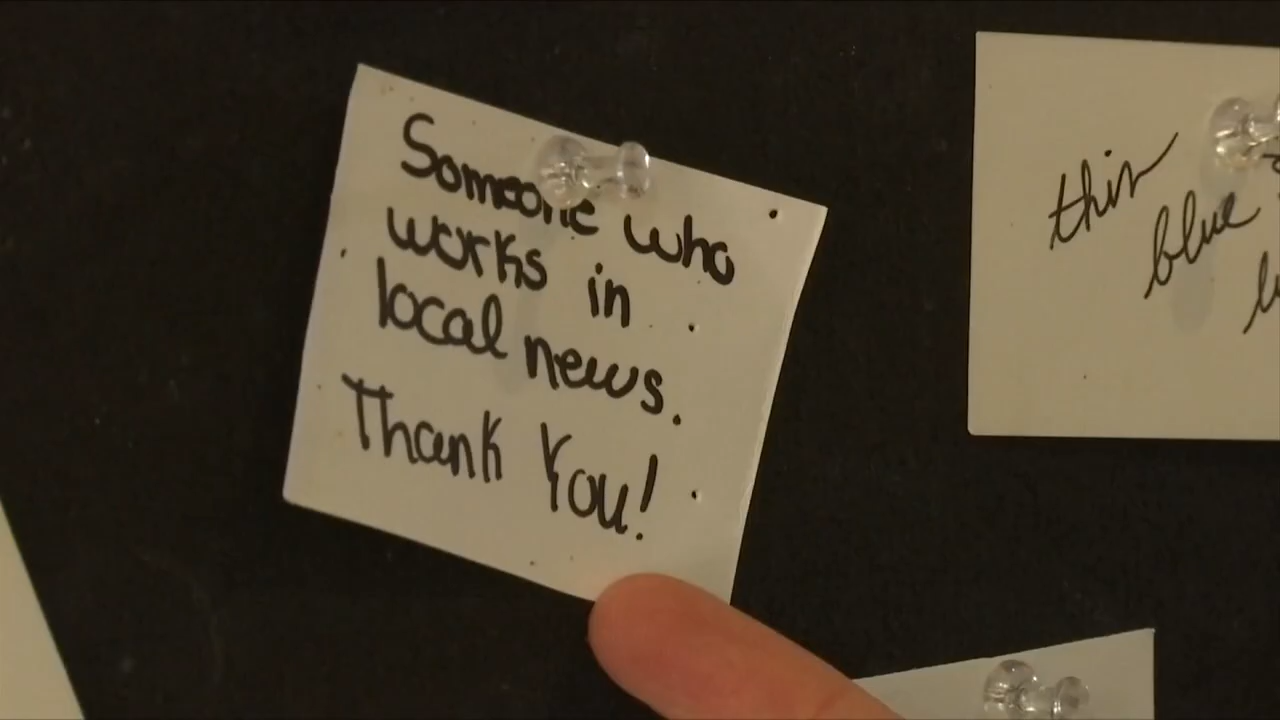 Someone who
works in
local news.
Thank You!
thin
blue